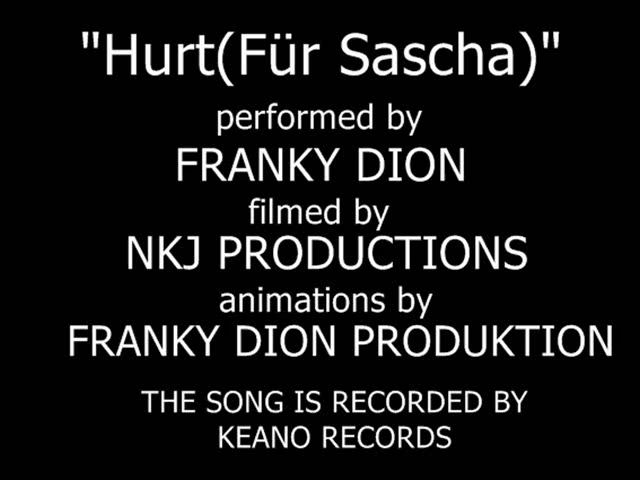 "Hurt(Für Sascha)"
performed by
FRANKY DION
filmed by
NKJ PRODUCTIONS
animations by
FRANKY DION PRODUKTION
THE SONG IS RECORDED BY
KEANO RECORDS